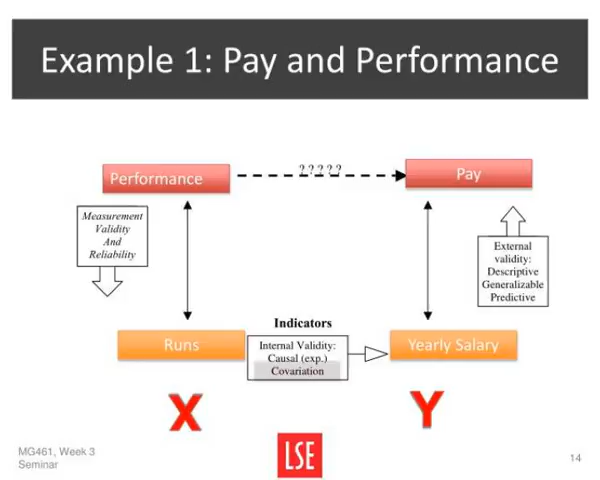 Example 1: Pay and Performance
Performance
? ? ? ? ?
Pay
Measurement
Validity
And
Reliability
External
validity:
Descriptive
Generalizable
Predictive
Indicators
Runs
Internal Validity:
Causal (exp.)
Covariation
Yearly Salary
X
Y
MG461, Week 3
Seminar
LSE
14